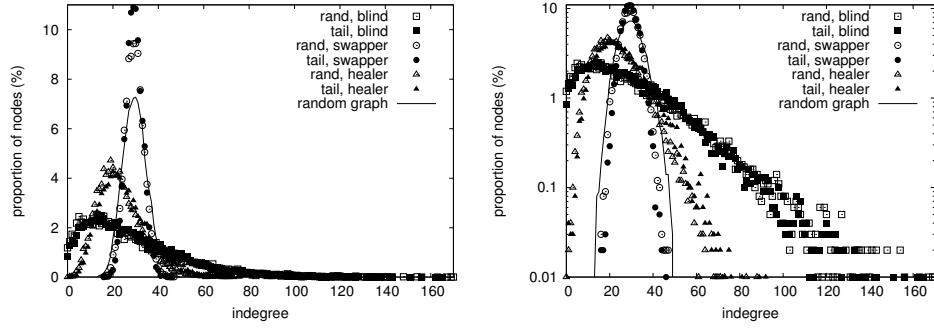 proportion of nodes (%)
10
8
6
4
2
0
rand, blind
tail, blind
rand, swapper
tail, swapper
rand, healer
tail, healer
random graph
0 20 40 60 80 100 120 140 160
indegree
proportion of nodes (%)
10
1
0.1
0.01
rand, blind
tail, blind
rand, swapper
tail, swapper
rand, healer
tail, healer
random graph
0 20 40 60 80 100 120 140 160
indegree